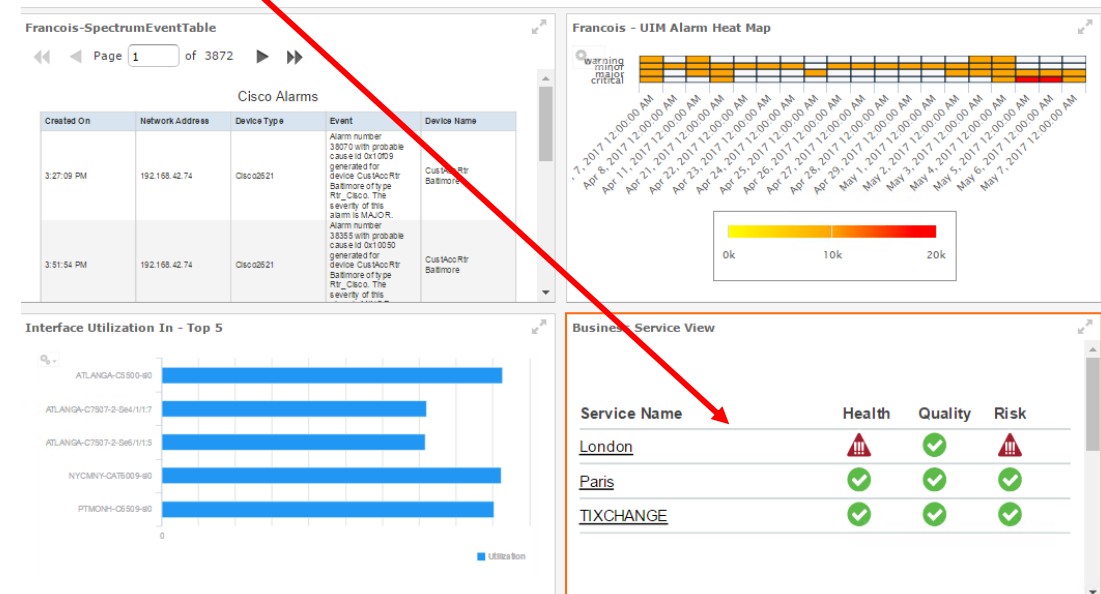 Francois-SpectrumEventTable
Page 1 of 3872
Cisco Alarms
Created On Network Address Device Type Event Device Name
3:27:09 PM 192.168.42.74 Cisco2621
Alarm number
38070 with probable
cause id 0x10f09
generated for
device CustAccRtr
Baltimore of type
Rtr_Cisco. The
severity of this
alarm is MAJOR.
CustAccRtr
Baltimore
3:51:54 PM 192.168.42.74 Cisco2621
Alarm number
38355 with probable
cause id 0x10050
generated for
device CustAccRtr
Baltimore of type
Rtr_Cisco. The
severity of this
CustAccRtr
Baltimore
Francois - UIM Alarm Heat Map
warning
minor
major
critical
7, 2017 12:00:00 AM
Apr 8, 2017 12:00:00 AM
Apr 11, 2017 12:00:00 AM
Apr 21, 2017 12:00:00 AM
Apr 22, 2017 12:00:00 AM
Apr 23, 2017 12:00:00 AM
Apr 24, 2017 12:00:00 AM
Apr 25, 2017 12:00:00 AM
Apr 26, 2017 12:00:00 AM
Apr 27, 2017 12:00:00 AM
Apr 28, 2017 12:00:00 AM
Apr 29, 2017 12:00:00 AM
May 1, 2017 12:00:00 AM
May 2, 2017 12:00:00 AM
May 3, 2017 12:00:00 AM
May 4, 2017 12:00:00 AM
May 5, 2017 12:00:00 AM
May 6, 2017 12:00:00 AM
May 7, 2017 12:00:00 AM
0k 10k 20k
Interface Utilization In - Top 5
ATLANGA-C5500-sl0
ATLANGA-C7507-2-Se4/1/1:7
ATLANGA-C7507-2-Se6/1/1:5
NYCMNY-CAT6009-sl0
PTMONH-C5509-sl0
0
Utilization
Business Service View
Service Name Health Quality Risk
London
Paris
TIXCHANGE